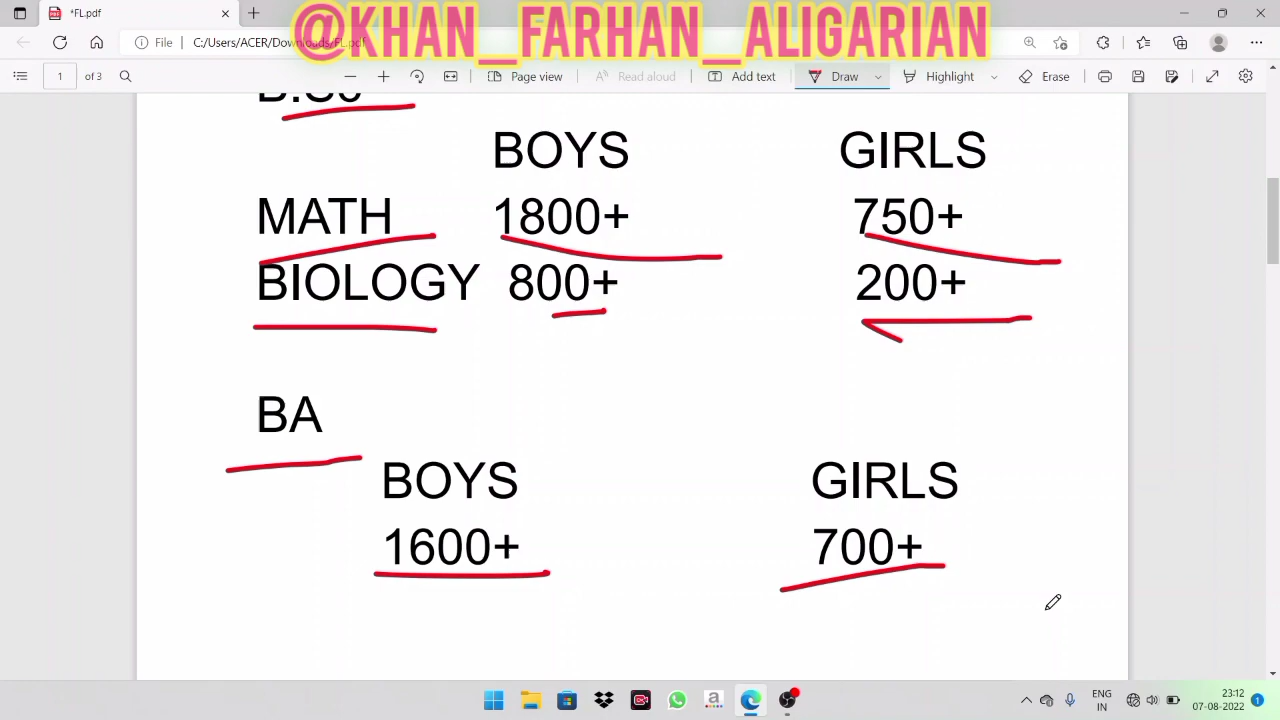 *FL.pdf
@KHAN_FARHAN_ALIGARIAN
File C:/Users/ACER/Downloads/FL.pdf
1 of 3 Page view Read aloud Add text Draw Highlight Erase
B.Sc
BOYS GIRLS
MATH 1800+ 750+
BIOLOGY 800+ 200+
BA
BOYS GIRLS
1600+ 700+
ENG
IN
23:12
07-08-2022
1